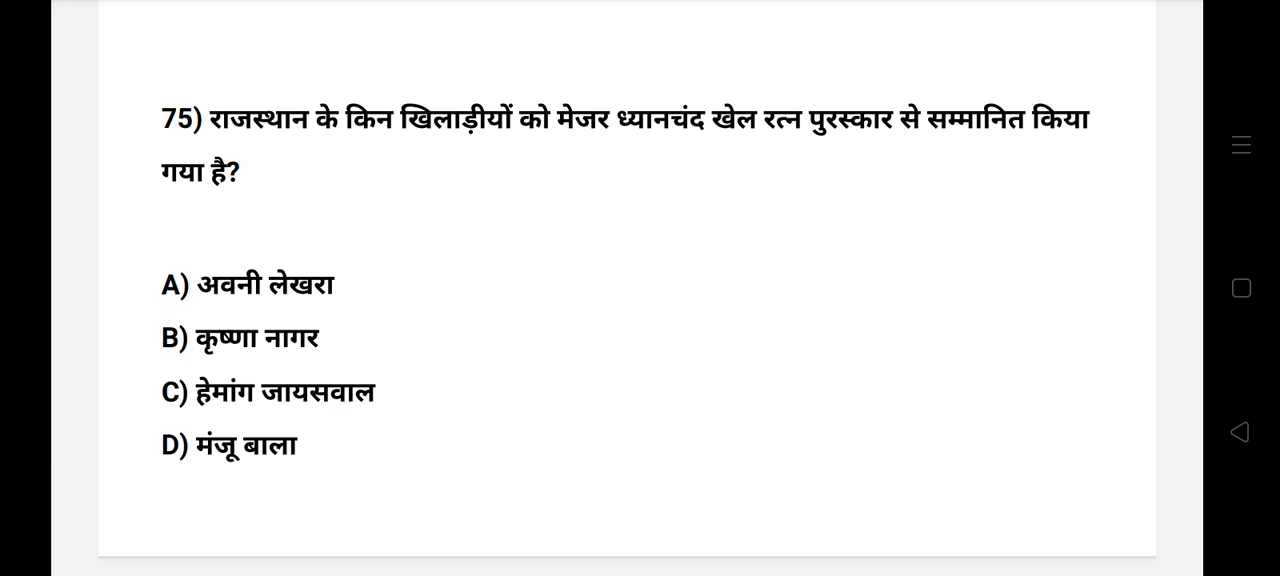 75) राजस्थान के किन खिलाड़ीयों को मेजर ध्यानचंद खेल रत्न पुरस्कार से सम्मानित किया
गया है?
A) अवनी लेखरा
B) कृष्णा नागर
C) हेमांग जायसवाल
D) मंजू बाला